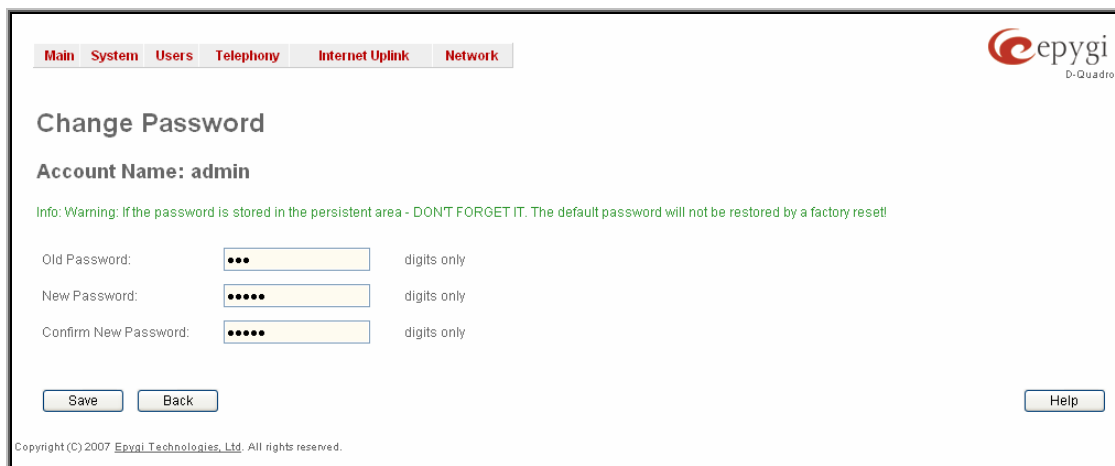 Main System Users Telephony Internet Uplink Network
epygi
D-Quadro
Change Password
Account Name: admin
Info: Warning: If the password is stored in the persistent area - DON'T FORGET IT. The default password will not be restored by a factory reset!
Old Password: ●●● digits only
New Password: ●●●●● digits only
Confirm New Password: ●●●●● digits only
Save Back Help
Copyright (C) 2007 Epygi Technologies, Ltd. All rights reserved.